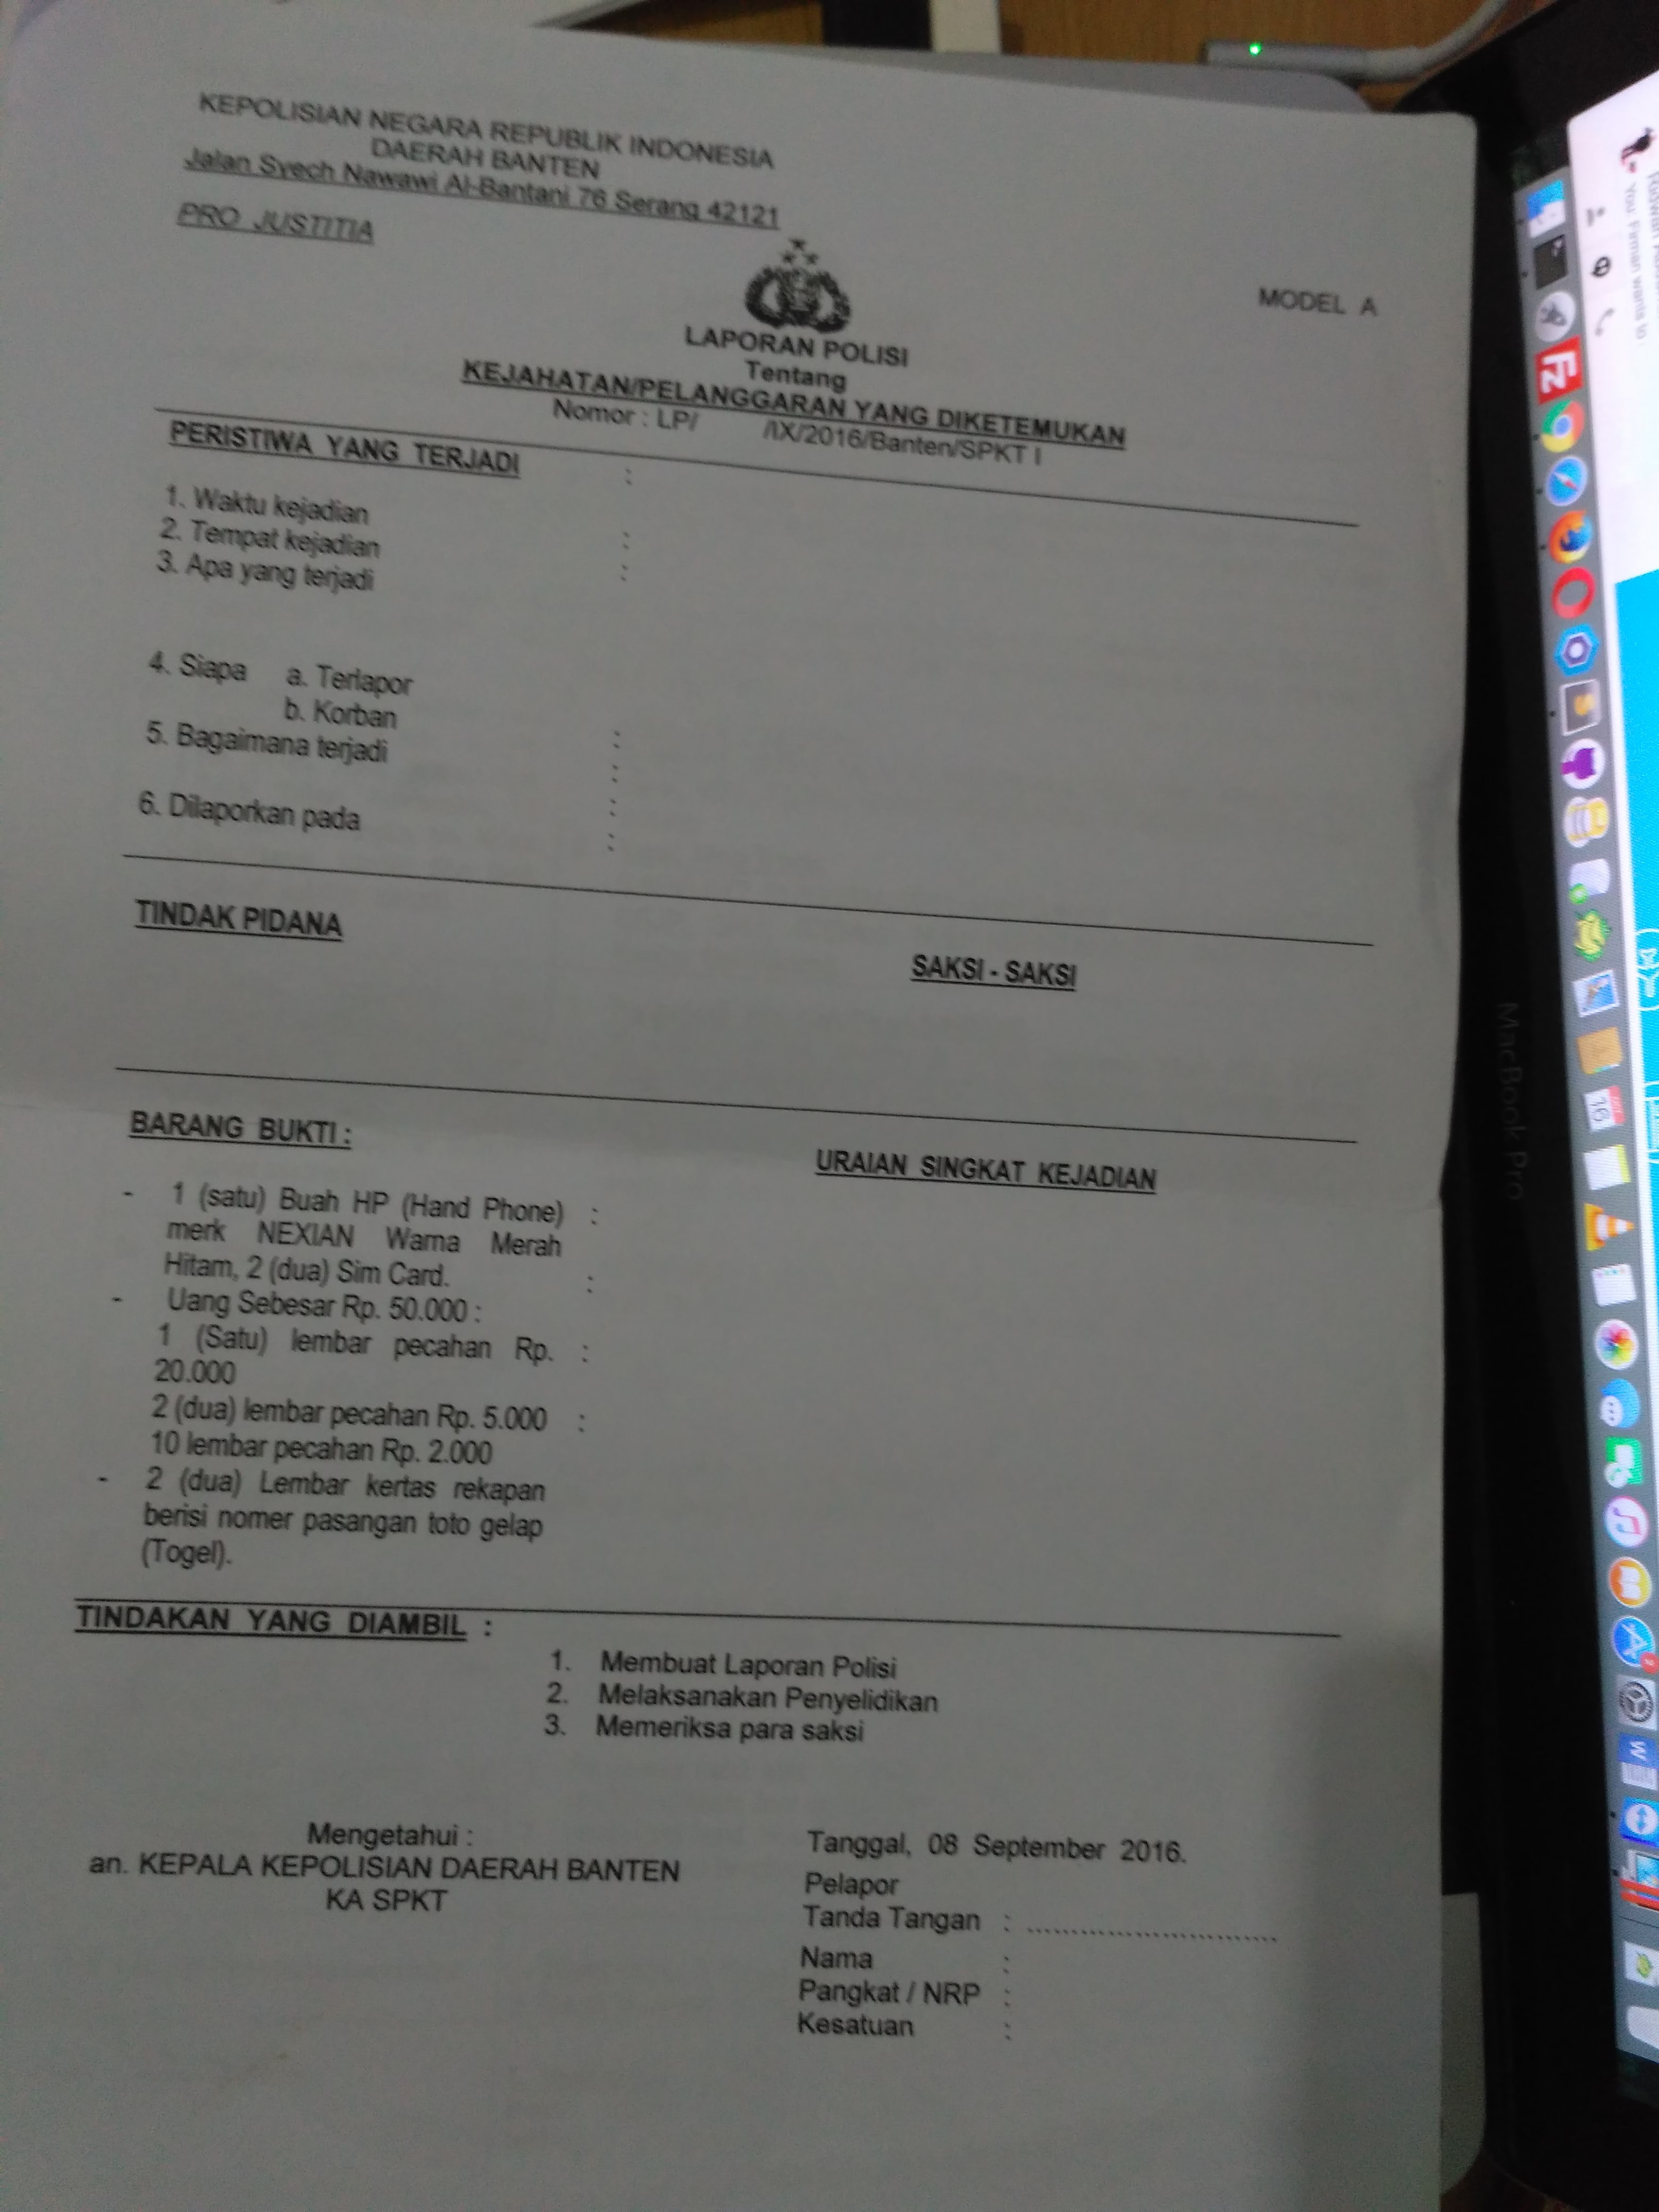 KEPOLISIAN NEGARA REPUBLIK INDONESIA
DAERAH BANTEN
Jalan Syech Nawawi Al-Bantani 76 Serang 42121
PRO JUSTITIA
MODEL A
LAPORAN POLISI
Tentang
KEJAHATAN/PELANGGARAN YANG DIKETEMUKAN
Nomor : LP/ /IX/2016/Banten/SPKT I
PERISTIWA YANG TERJADI :
1. Waktu kejadian :
2. Tempat kejadian :
3. Apa yang terjadi
4. Siapa a. Terlapor :
b. Korban :
5. Bagaimana terjadi :
6. Dilaporkan pada :
TINDAK PIDANA
SAKSI - SAKSI
BARANG BUKTI :
- 1 (satu) Buah HP (Hand Phone) :
merk NEXIAN Warna Merah
Hitam, 2 (dua) Sim Card. :
- Uang Sebesar Rp. 50.000 :
1 (Satu) lembar pecahan Rp. :
20.000
2 (dua) lembar pecahan Rp. 5.000 :
10 lembar pecahan Rp. 2.000
- 2 (dua) Lembar kertas rekapan
berisi nomer pasangan toto gelap
(Togel).
URAIAN SINGKAT KEJADIAN
TINDAKAN YANG DIAMBIL :
1. Membuat Laporan Polisi
2. Melaksanakan Penyelidikan
3. Memeriksa para saksi
Mengetahui :
an. KEPALA KEPOLISIAN DAERAH BANTEN
KA SPKT
Tanggal, 08 September 2016.
Pelapor
Tanda Tangan : ............................
Nama :
Pangkat / NRP :
Kesatuan :
MacBook Pro
You: Firman wants to